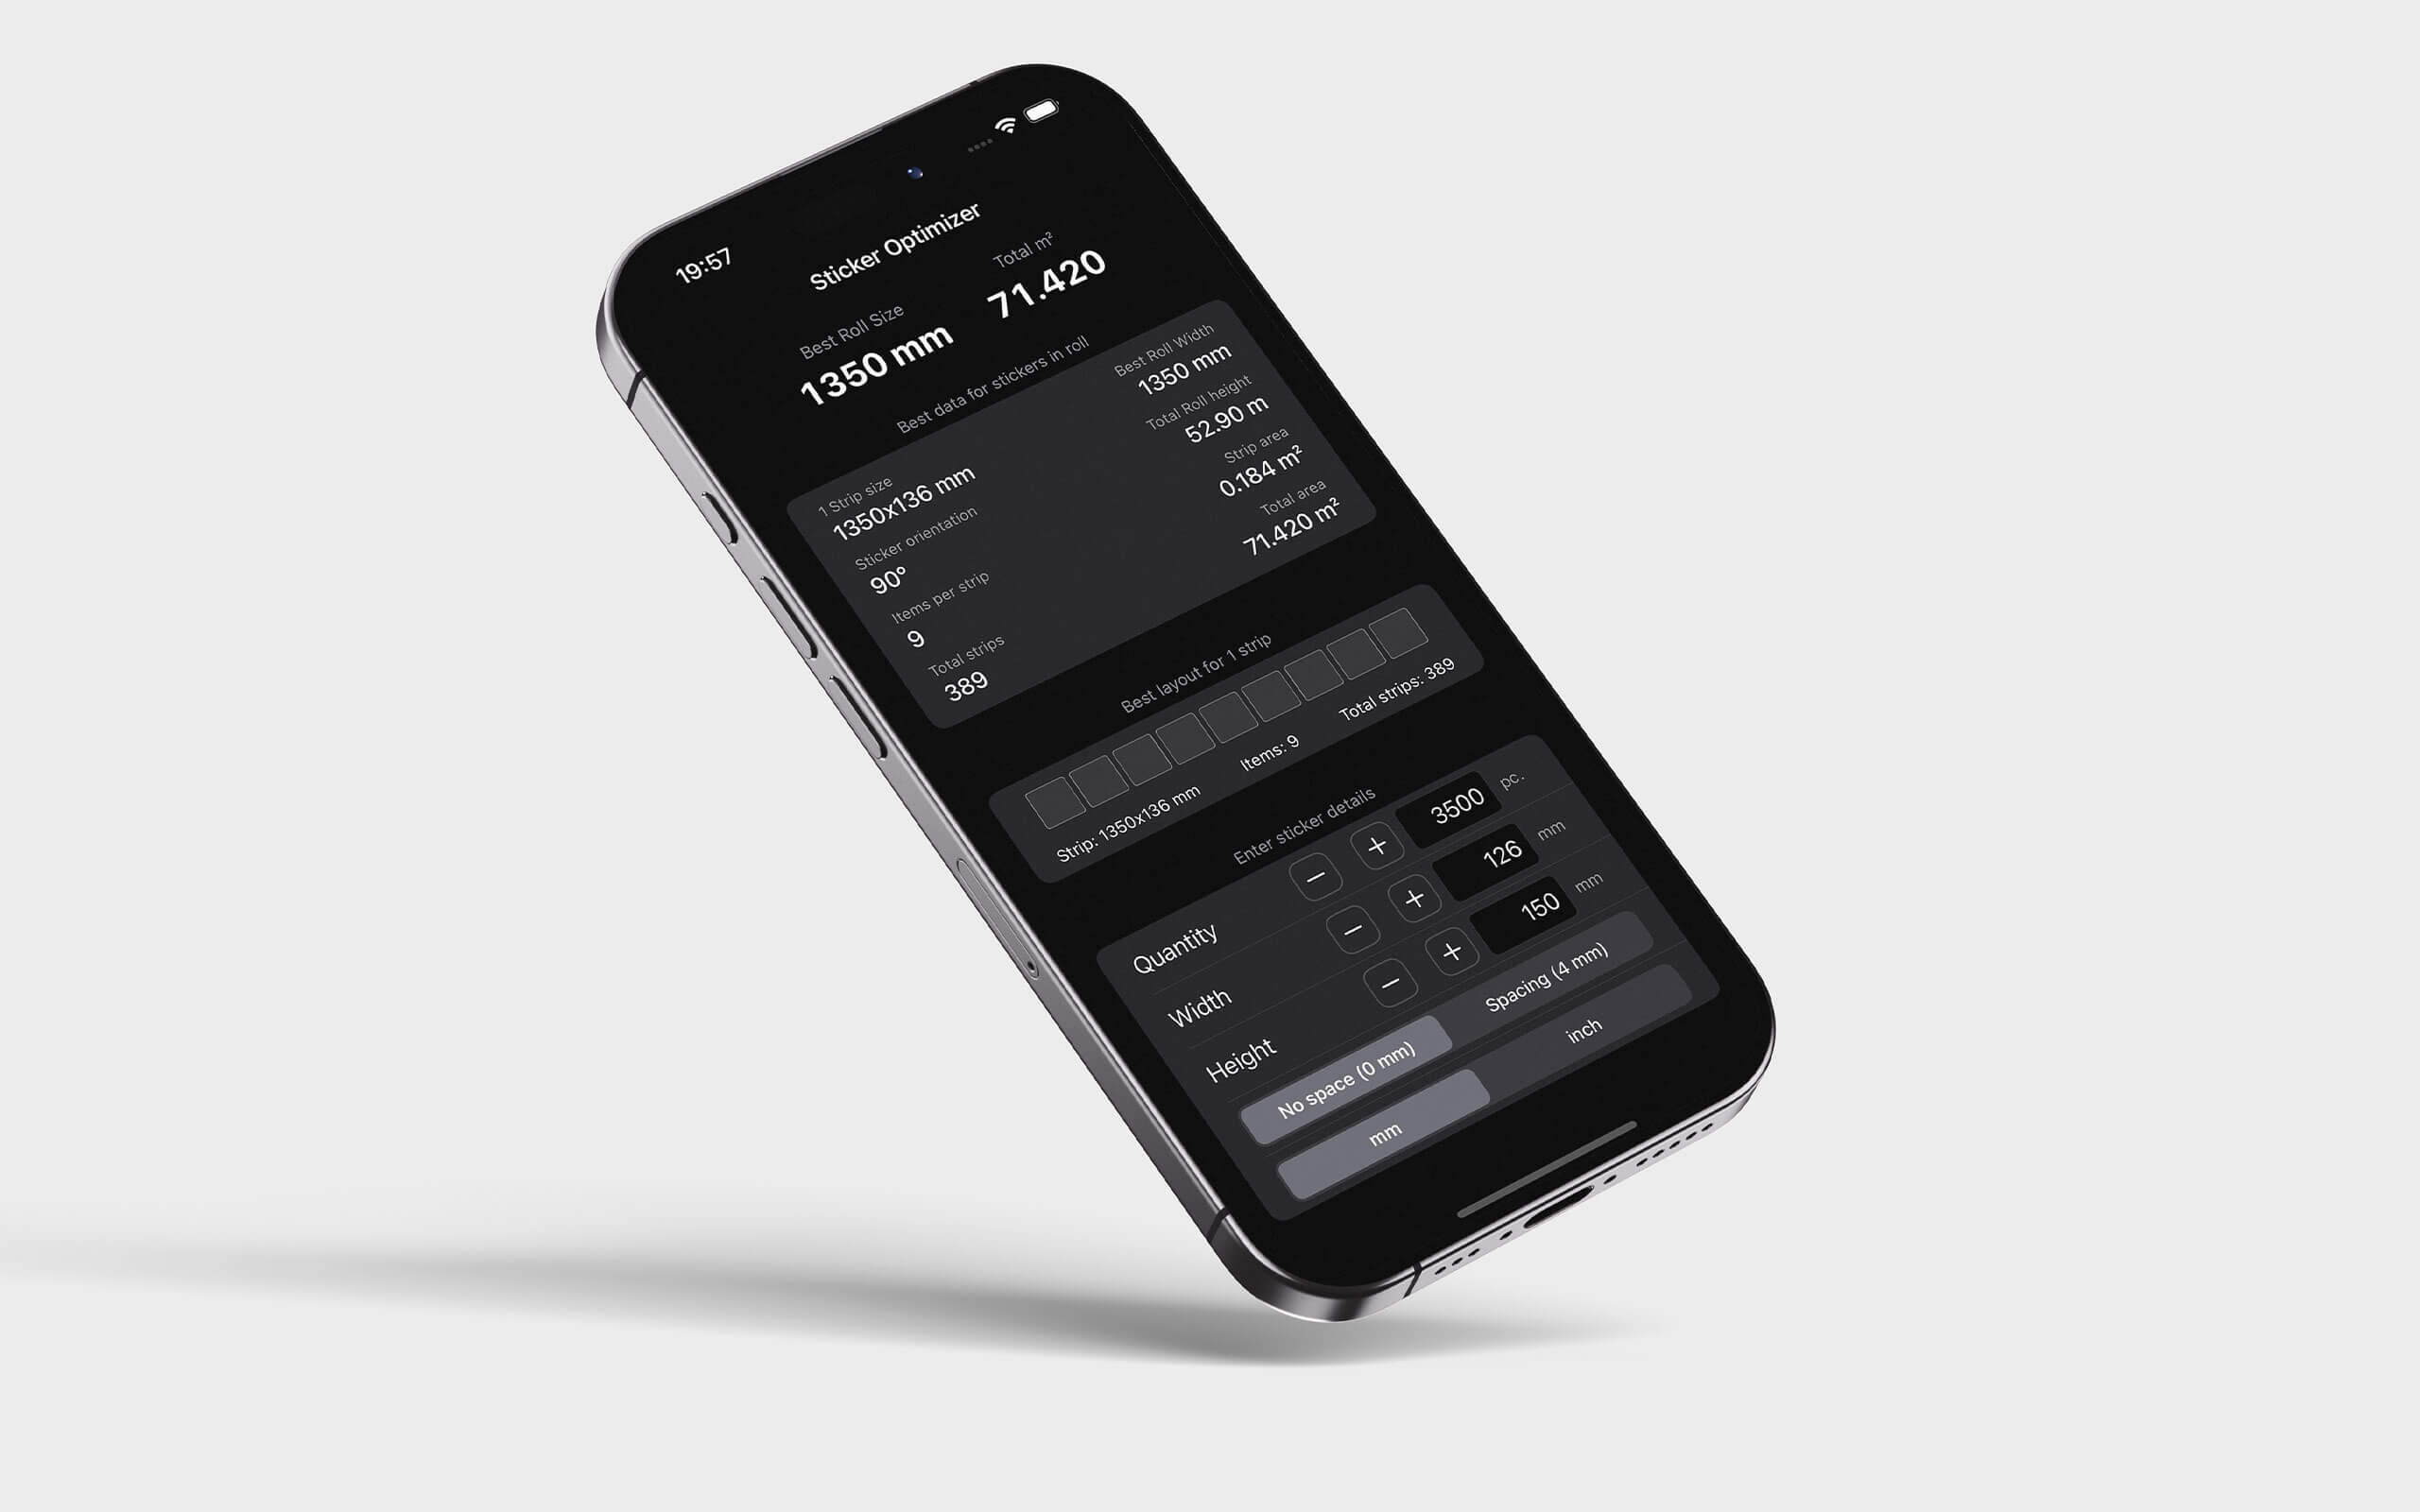 19:57
Sticker Optimizer
Best Roll Size
1350 mm
Total m²
71.420
Best data for stickers in roll
1 Strip size
1350x136 mm
Sticker orientation
90°
Items per strip
9
Total strips
389
Best Roll Width
1350 mm
Total Roll height
52.90 m
Strip area
0.184 m²
Total area
71.420 m²
Best layout for 1 strip
Strip: 1350x136 mm
Items: 9
Total strips: 389
Enter sticker details
Quantity − + 3500 pc.
Width − + 126 mm
Height − + 150 mm
No space (0 mm) Spacing (4 mm)
mm inch